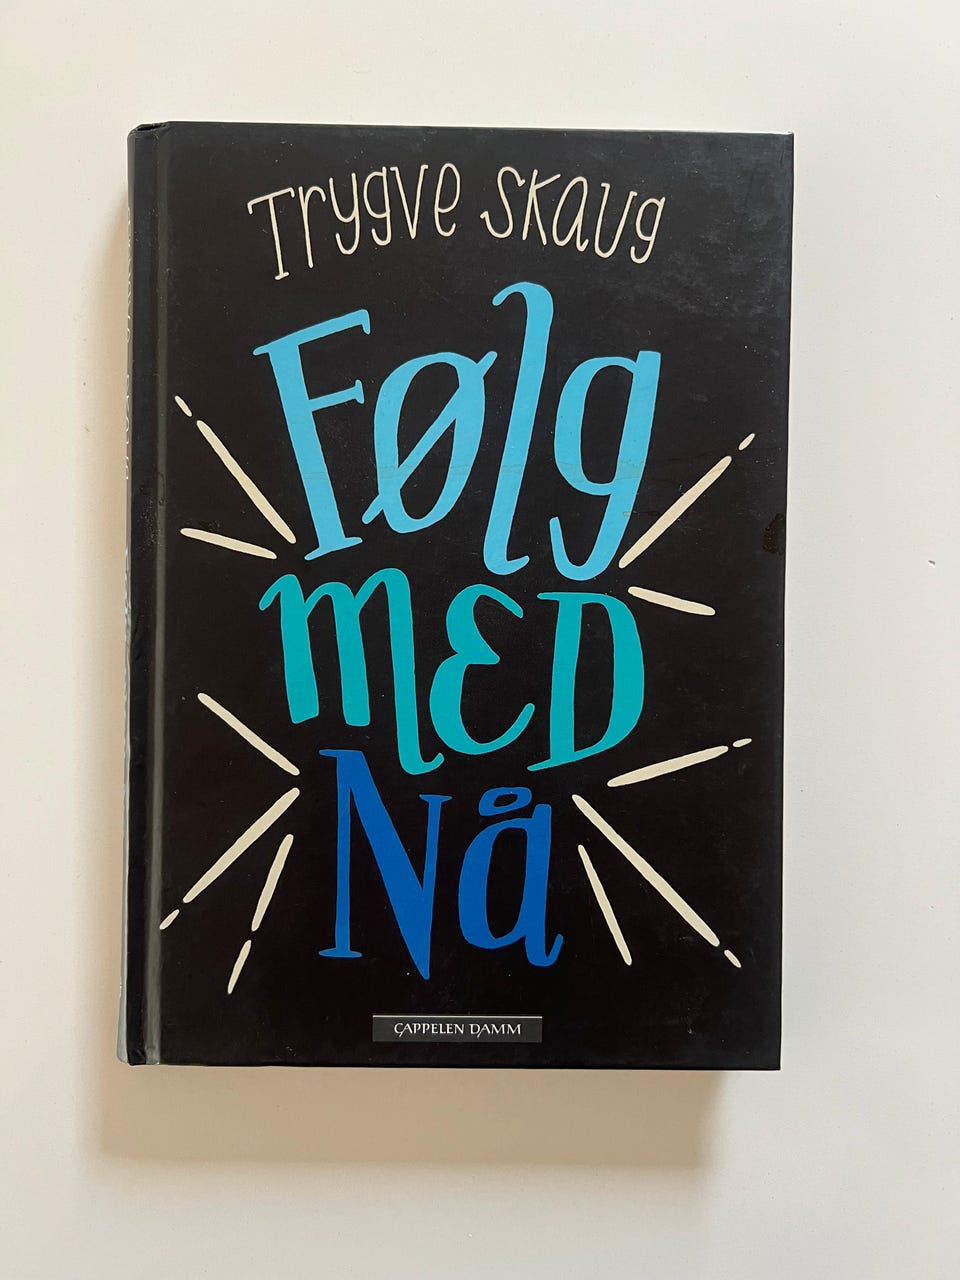 Trygve Skaug
Følg
MED
Nå
CAPPELEN DAMM